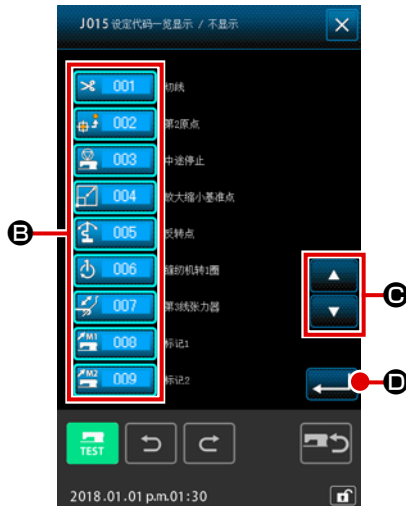 J015 设定代码一览显示 / 不显示
001 切线
002 第2原点
003 中途停止
004 放大缩小基准点
005 反转点
006 缝纫机转1圈
007 第3线张力器
M1 008 标记1
M2 009 标记2
B
C
D
TEST
2018.01.01 p.m.01:30